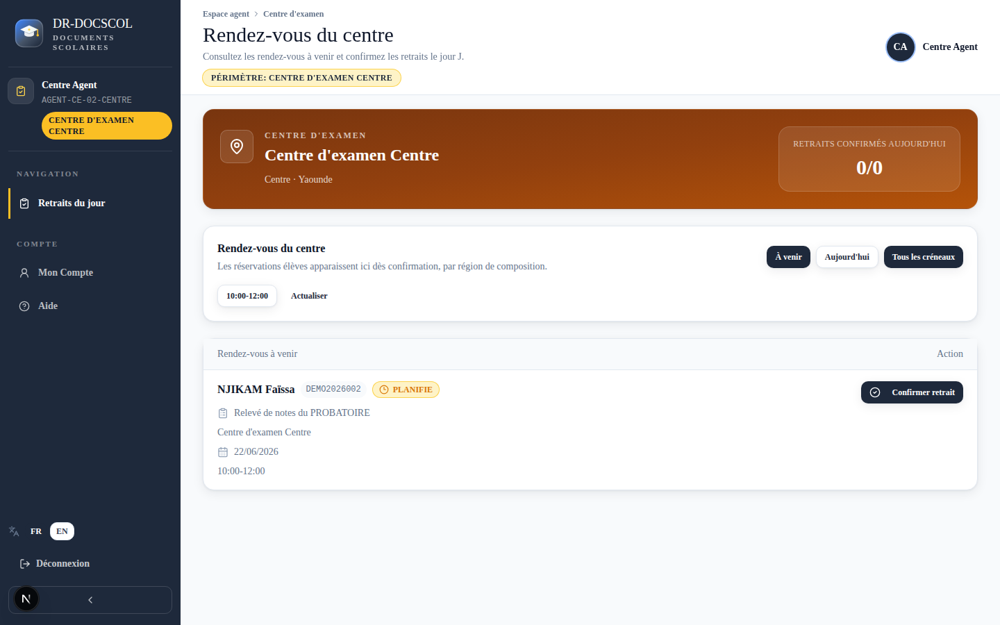 DR-DOCSCOL
DOCUMENTS
SCOLAIRES
Centre Agent
AGENT-CE-02-CENTRE
CENTRE D'EXAMEN
CENTRE
NAVIGATION
Retraits du jour
COMPTE
Mon Compte
Aide
FR
EN
Déconnexion
N
Espace agent > Centre d'examen
Rendez-vous du centre
Consultez les rendez-vous à venir et confirmez les retraits le jour J.
PÉRIMÈTRE: CENTRE D'EXAMEN CENTRE
CA
Centre Agent
CENTRE D'EXAMEN
Centre d'examen Centre
Centre · Yaounde
RETRAITS CONFIRMÉS AUJOURD'HUI
0/0
Rendez-vous du centre
Les réservations élèves apparaissent ici dès confirmation, par région de composition.
À venir
Aujourd'hui
Tous les créneaux
10:00-12:00
Actualiser
Rendez-vous à venir
Action
NJIKAM Faïssa
DEMO2026002
PLANIFIE
Confirmer retrait
Relevé de notes du PROBATOIRE
Centre d'examen Centre
22/06/2026
10:00-12:00